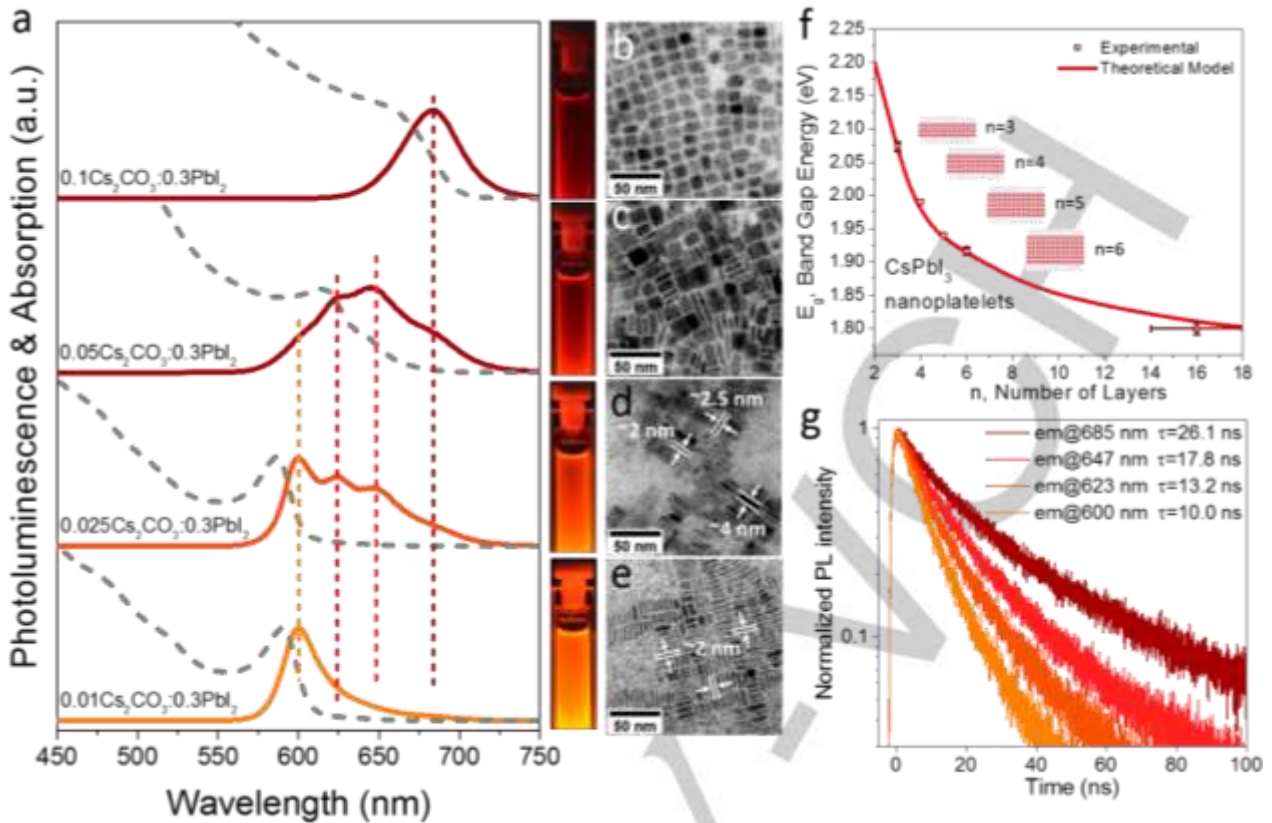 a
Photoluminescence & Absorption (a.u.)
0.1Cs₂CO₃:0.3PbI₂
0.05Cs₂CO₃:0.3PbI₂
0.025Cs₂CO₃:0.3PbI₂
0.01Cs₂CO₃:0.3PbI₂
450 500 550 600 650 700 750
Wavelength (nm)
b
50 nm
c
50 nm
d
~2.5 nm
~2 nm
~4 nm
50 nm
e
~2 nm
50 nm
f
E_g, Band Gap Energy (eV)
2.25
2.20
2.15
2.10
2.05
2.00
1.95
1.90
1.85
1.80
Experimental
Theoretical Model
n=3
n=4
n=5
n=6
CsPbI₃
nanoplatelets
2 4 6 8 10 12 14 16 18
n, Number of Layers
g
Normalized PL intensity
1
0.1
em@685 nm τ=26.1 ns
em@647 nm τ=17.8 ns
em@623 nm τ=13.2 ns
em@600 nm τ=10.0 ns
0 20 40 60 80 100
Time (ns)